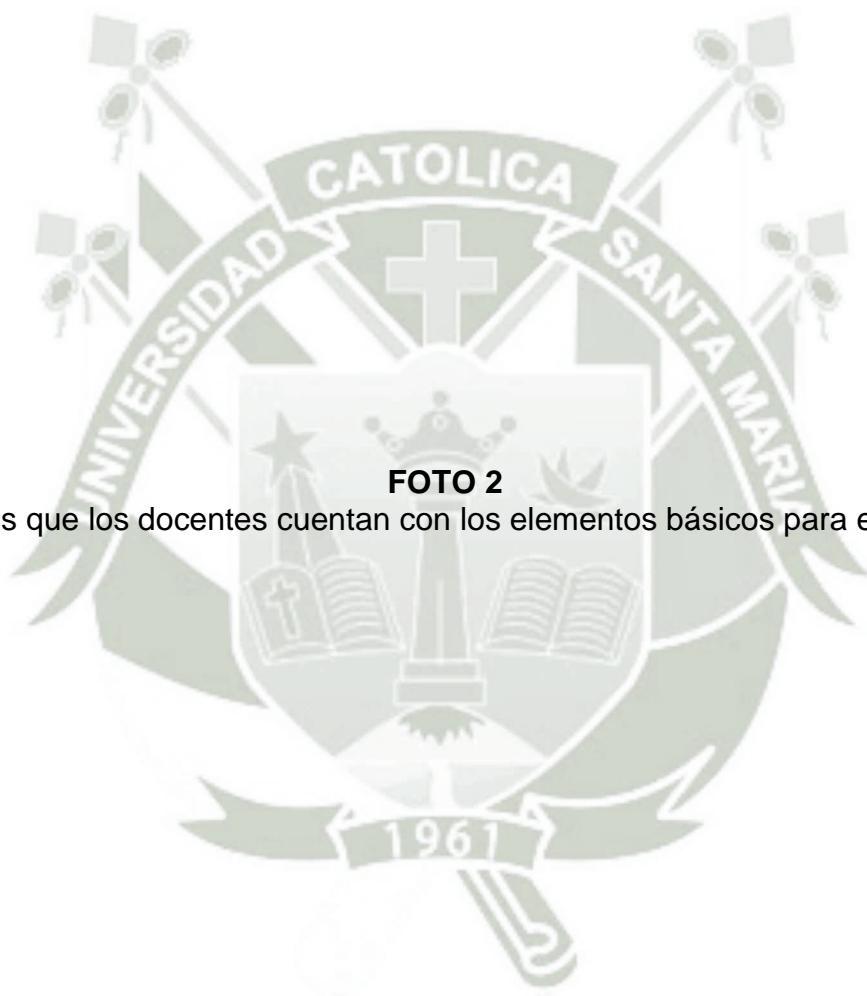 UNIVERSIDAD CATOLICA SANTA MARIA
FOTO 2
s que los docentes cuentan con los elementos básicos para e
1961